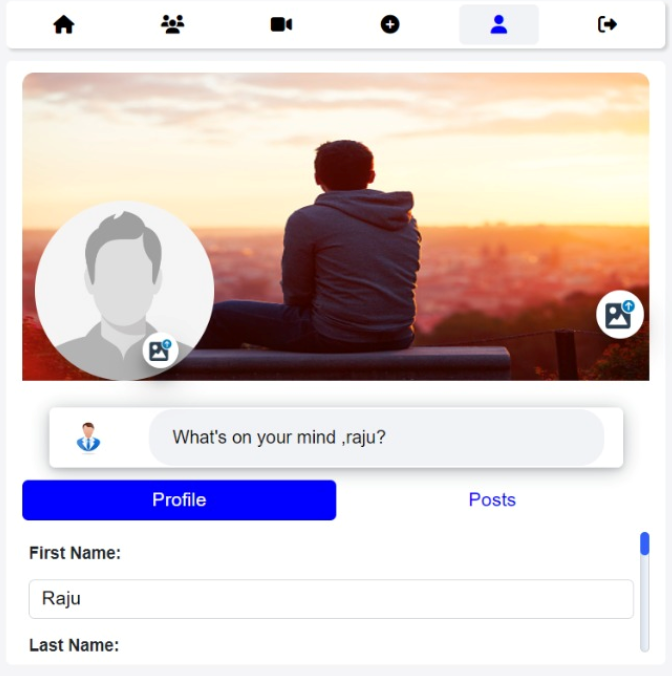 What's on your mind ,raju?
Profile
Posts
First Name:
Raju
Last Name: